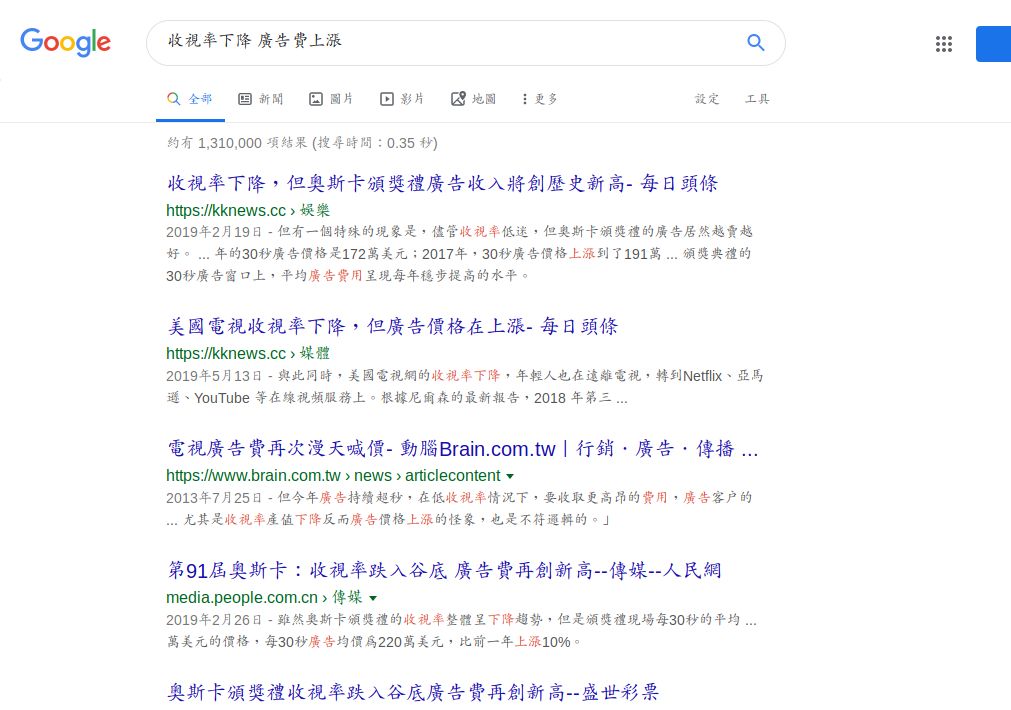 Google
收視率下降 廣告費上漲
全部 新聞 圖片 影片 地圖 更多 設定 工具
約有 1,310,000 項結果 (搜尋時間：0.35 秒)
收視率下降，但奧斯卡頒獎禮廣告收入將創歷史新高- 每日頭條
https://kknews.cc › 娛樂
2019年2月19日 - 但有一個特殊的現象是，儘管收視率低迷，但奧斯卡頒獎禮的廣告居然越賣越
好。 ... 年的30秒廣告價格是172萬美元；2017年，30秒廣告價格上漲到了191萬 ... 頒獎典禮的
30秒廣告窗口上，平均廣告費用呈現每年穩步提高的水平。
美國電視收視率下降，但廣告價格在上漲- 每日頭條
https://kknews.cc › 媒體
2019年5月13日 - 與此同時，美國電視網的收視率下降，年輕人也在遠離電視，轉到Netflix、亞馬
遜、YouTube 等在線視頻服務上。根據尼爾森的最新報告，2018 年第三 ...
電視廣告費再次漫天喊價- 動腦Brain.com.tw｜行銷．廣告．傳播 ...
https://www.brain.com.tw › news › articlecontent
2013年7月25日 - 但今年廣告持續超秒，在低收視率情況下，要收取更高昂的費用，廣告客戶的
... 尤其是收視率產值下降反而廣告價格上漲的怪象，也是不符邏輯的。」
第91屆奧斯卡：收視率跌入谷底 廣告費再創新高--傳媒--人民網
media.people.com.cn › 傳媒
2019年2月26日 - 雖然奧斯卡頒獎禮的收視率整體呈下降趨勢，但是頒獎禮現場每30秒的平均 ...
萬美元的價格，每30秒廣告均價爲220萬美元，比前一年上漲10%。
奧斯卡頒獎禮收視率跌入谷底廣告費再創新高--盛世彩票